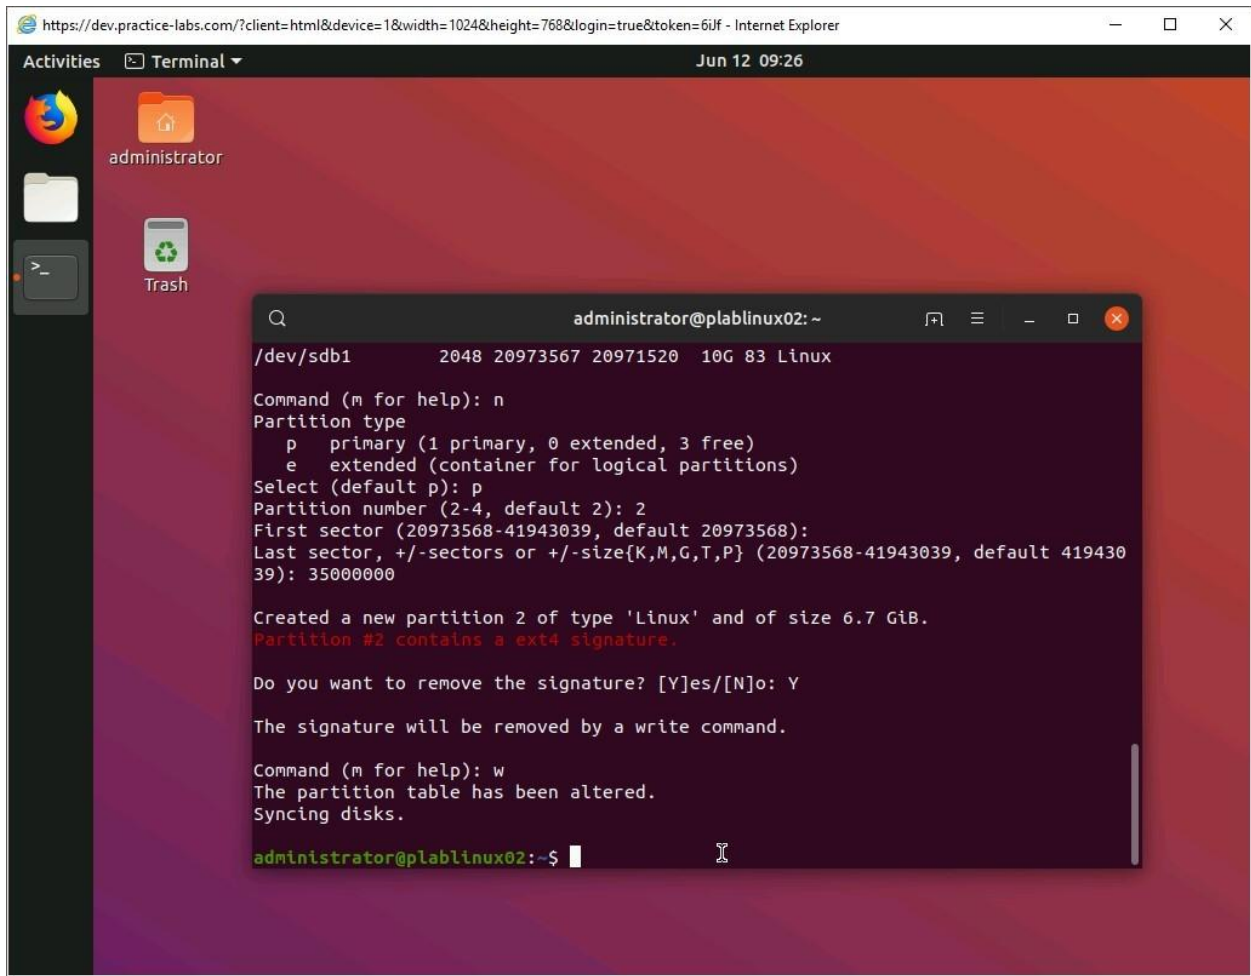 https://dev.practice-labs.com/?client=html&device=1&width=1024&height=768&login=true&token=6iJf - Internet Explorer
Activities Terminal Jun 12 09:26
administrator
Trash
administrator@plablinux02: ~
/dev/sdb1 2048 20973567 20971520 10G 83 Linux
Command (m for help): n
Partition type
p primary (1 primary, 0 extended, 3 free)
e extended (container for logical partitions)
Select (default p): p
Partition number (2-4, default 2): 2
First sector (20973568-41943039, default 20973568):
Last sector, +/-sectors or +/-size{K,M,G,T,P} (20973568-41943039, default 419430
39): 35000000
Created a new partition 2 of type 'Linux' and of size 6.7 GiB.
Partition #2 contains a ext4 signature.
Do you want to remove the signature? [Y]es/[N]o: Y
The signature will be removed by a write command.
Command (m for help): w
The partition table has been altered.
Syncing disks.
administrator@plablinux02:~$